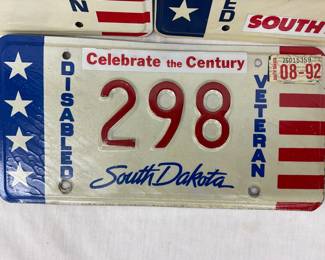 SOUTH
Celebrate the Century
DISABLED
298
VETERAN
08-92
South Dakota